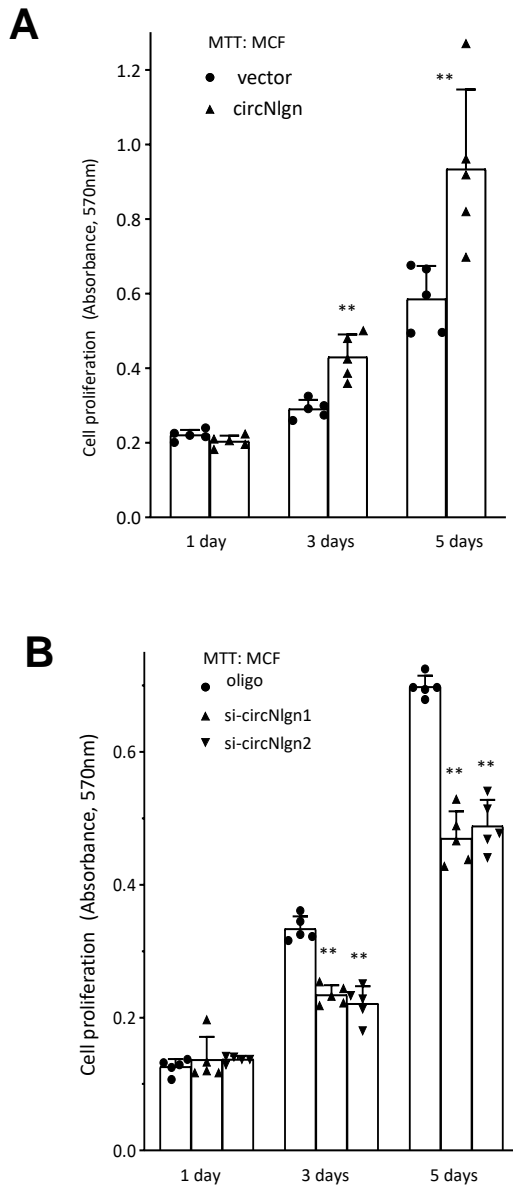 A
MTT: MCF
vector
circNlgn
**
**
1.2
1.0
0.8
0.6
0.4
0.2
0.0
Cell proliferation (Absorbance, 570nm)
1 day
3 days
5 days
B
MTT: MCF
oligo
si-circNlgn1
si-circNlgn2
**
**
**
**
0.6
0.4
0.2
0.0
Cell proliferation (Absorbance, 570nm)
1 day
3 days
5 days